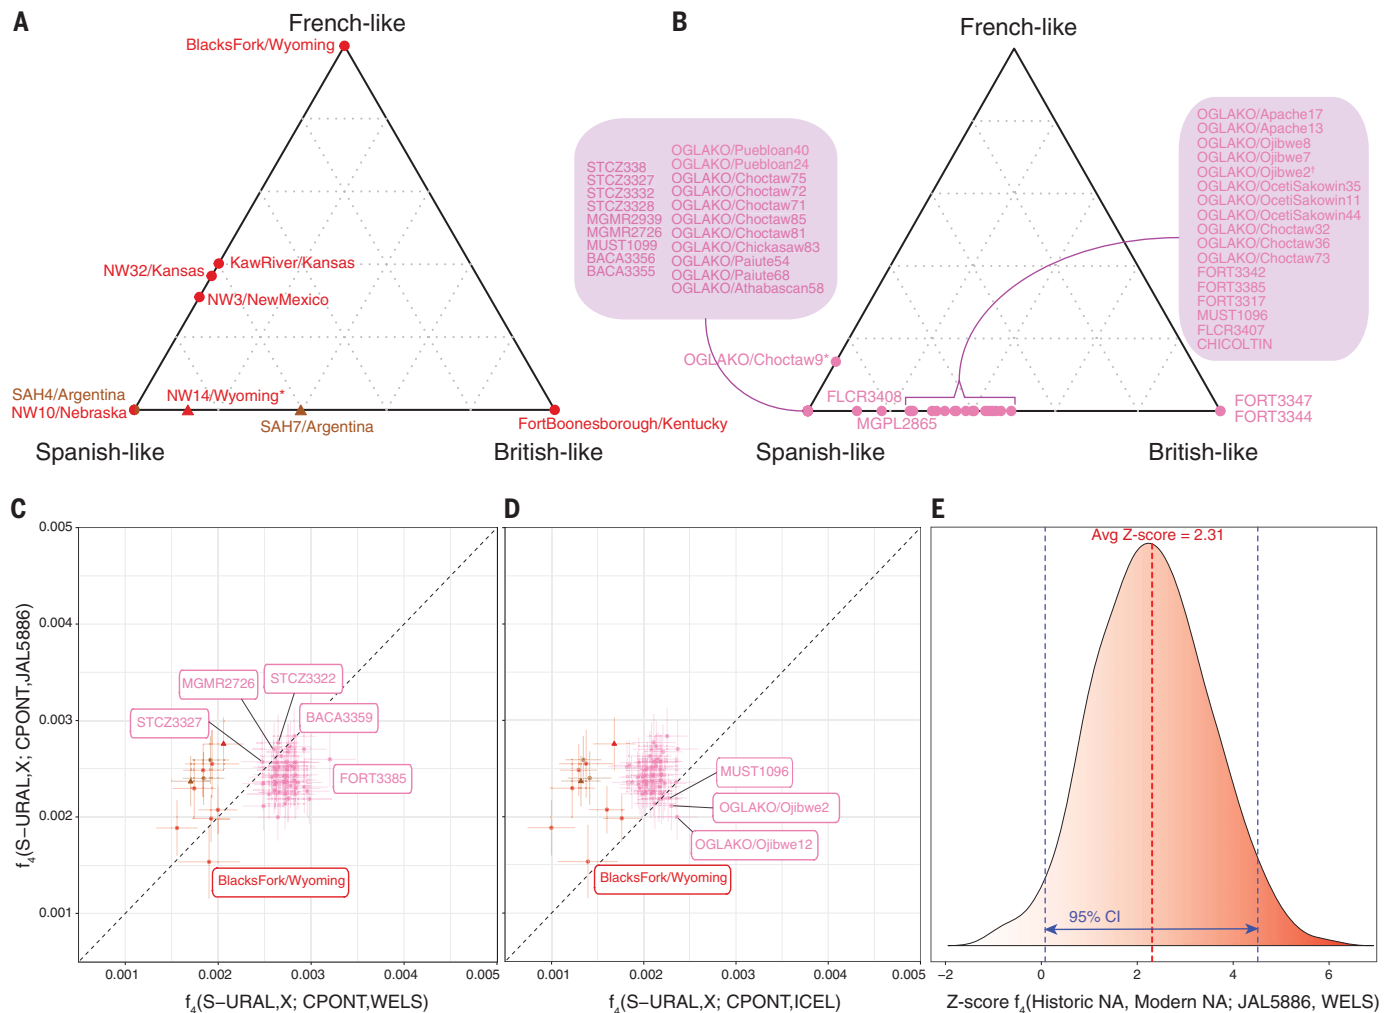 A
French-like
BlacksFork/Wyoming
NW32/Kansas
KawRiver/Kansas
NW3/NewMexico
SAH4/Argentina
NW10/Nebraska
NW14/Wyoming*
SAH7/Argentina
FortBoonesborough/Kentucky
Spanish-like
British-like
B
French-like
STCZ338
STCZ3327
STCZ3332
STCZ3328
MGMR2939
MGMR2726
MUST1099
BACA3356
BACA3355
OGLAKO/Puebloan40
OGLAKO/Puebloan24
OGLAKO/Choctaw75
OGLAKO/Choctaw72
OGLAKO/Choctaw71
OGLAKO/Choctaw85
OGLAKO/Choctaw81
OGLAKO/Chickasaw83
OGLAKO/Paiute54
OGLAKO/Paiute68
OGLAKO/Athabascan58
OGLAKO/Apache17
OGLAKO/Apache13
OGLAKO/Ojibwe8
OGLAKO/Ojibwe7
OGLAKO/Ojibwe2†
OGLAKO/OcetiSakowin35
OGLAKO/OcetiSakowin11
OGLAKO/OcetiSakowin44
OGLAKO/Choctaw32
OGLAKO/Choctaw36
OGLAKO/Choctaw73
FORT3342
FORT3385
FORT3317
MUST1096
FLCR3407
CHICOLTIN
OGLAKO/Choctaw9*
FLCR3408
MGPL2865
FORT3347
FORT3344
Spanish-like
British-like
C
0.005
0.004
0.003
0.002
0.001
f4(S−URAL,X; CPONT,JAL5886)
MGMR2726
STCZ3322
STCZ3327
BACA3359
FORT3385
BlacksFork/Wyoming
0.001 0.002 0.003 0.004 0.005
f4(S−URAL,X; CPONT,WELS)
D
MUST1096
OGLAKO/Ojibwe2
OGLAKO/Ojibwe12
BlacksFork/Wyoming
0.001 0.002 0.003 0.004 0.005
f4(S−URAL,X; CPONT,ICEL)
E
Avg Z-score = 2.31
95% CI
−2 0 2 4 6
Z-score f4(Historic NA, Modern NA; JAL5886, WELS)